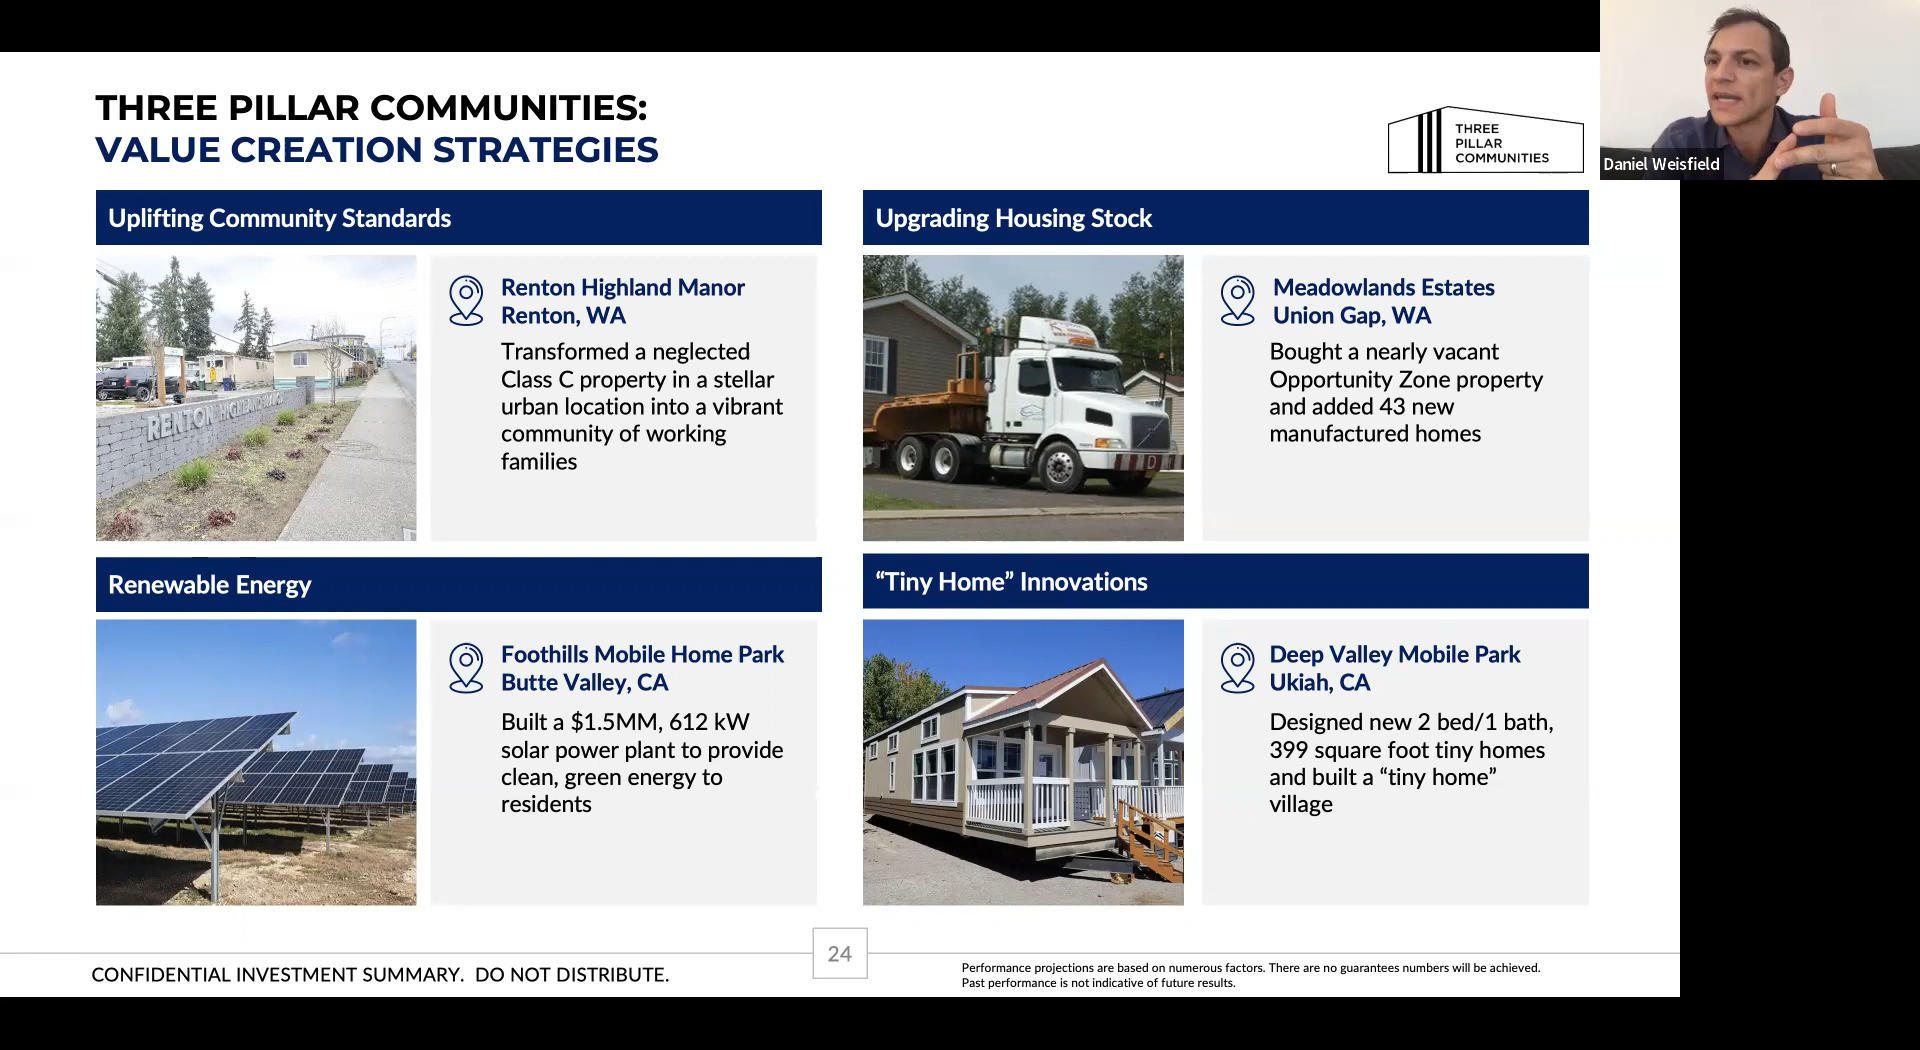 THREE PILLAR COMMUNITIES:
VALUE CREATION STRATEGIES
THREE
PILLAR
COMMUNITIES
Daniel Weisfield
Uplifting Community Standards
RENTON HIGHLAND
Renton Highland Manor
Renton, WA
Transformed a neglected
Class C property in a stellar
urban location into a vibrant
community of working
families
Upgrading Housing Stock
D
Meadowlands Estates
Union Gap, WA
Bought a nearly vacant
Opportunity Zone property
and added 43 new
manufactured homes
Renewable Energy
Foothills Mobile Home Park
Butte Valley, CA
Built a $1.5MM, 612 kW
solar power plant to provide
clean, green energy to
residents
“Tiny Home” Innovations
Deep Valley Mobile Park
Ukiah, CA
Designed new 2 bed/1 bath,
399 square foot tiny homes
and built a “tiny home”
village
24
CONFIDENTIAL INVESTMENT SUMMARY.  DO NOT DISTRIBUTE.
Performance projections are based on numerous factors. There are no guarantees numbers will be achieved.
Past performance is not indicative of future results.